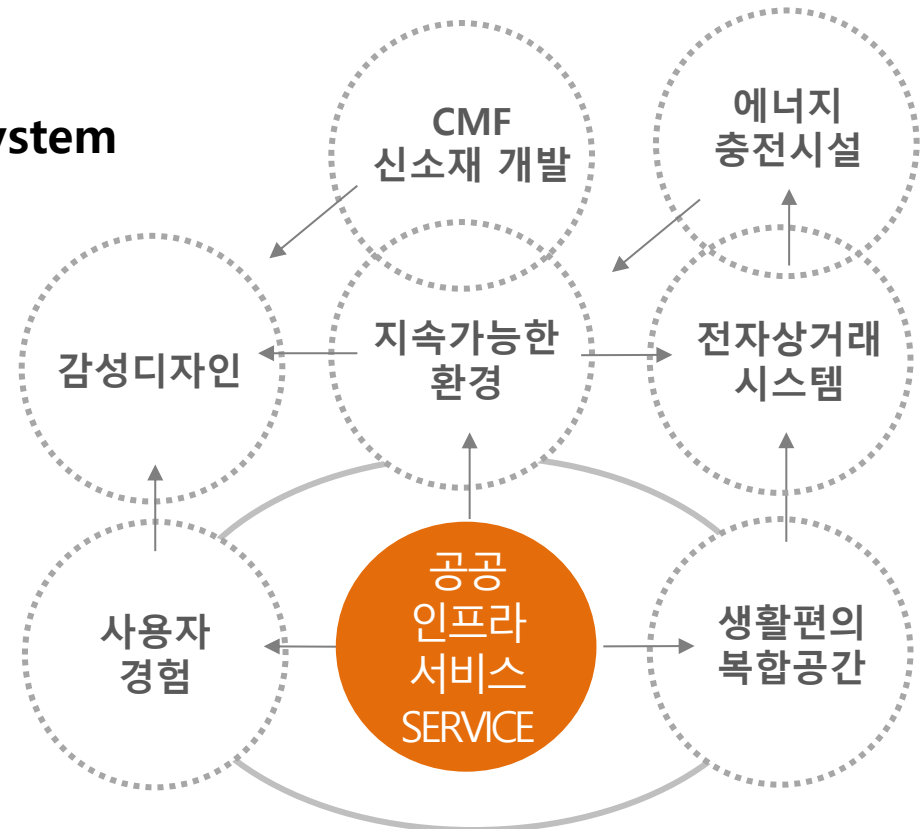 ystem
CMF
신소재 개발
에너지
충전시설
감성디자인
지속가능한
환경
전자상거래
시스템
사용자
경험
공공
인프라
서비스
SERVICE
생활편의
복합공간